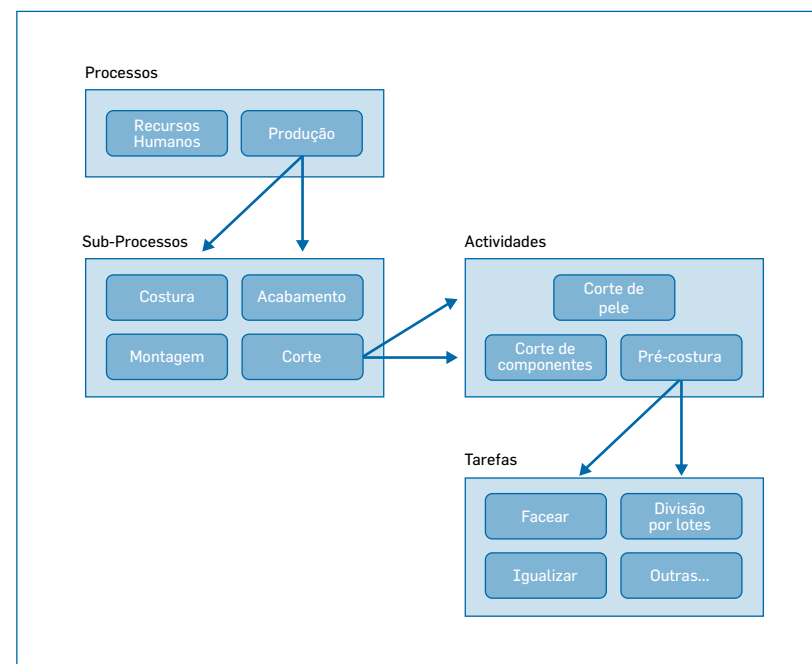 Processos
Recursos
Humanos
Produção
Sub-Processos
Costura
Acabamento
Montagem
Corte
Actividades
Corte de
pele
Corte de
componentes
Pré-costura
Tarefas
Facear
Divisão
por lotes
Igualizar
Outras...